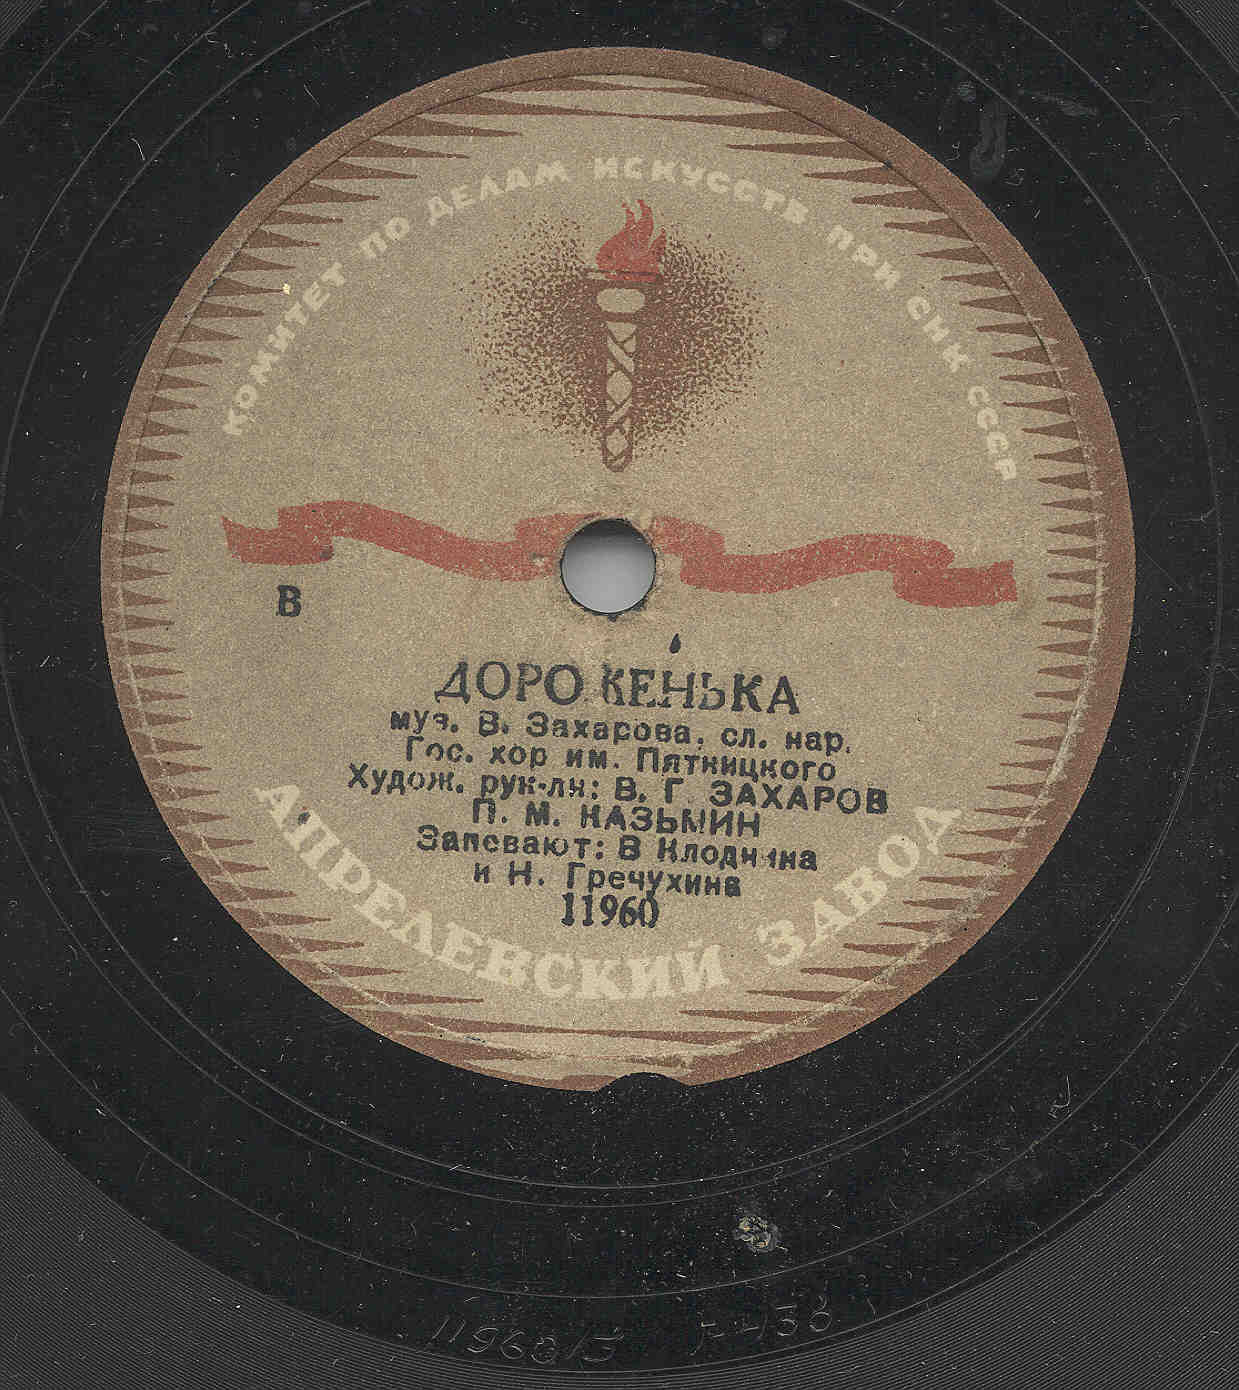 КОМИТЕТ ПО ДЕЛАМ ИСКУССТВ ПРИ СНК СССР
В
ДОРОЖЕНЬКА
муз. В. Захарова, сл. нар.
Гос. хор им. Пятницкого
Худож. рук-ли: В. Г. ЗАХАРОВ
П. М. КАЗЬМИН
Запевают: В Клоднина
и Н. Гречухина
11960
АПРЕЛЕВСКИЙ ЗАВОД